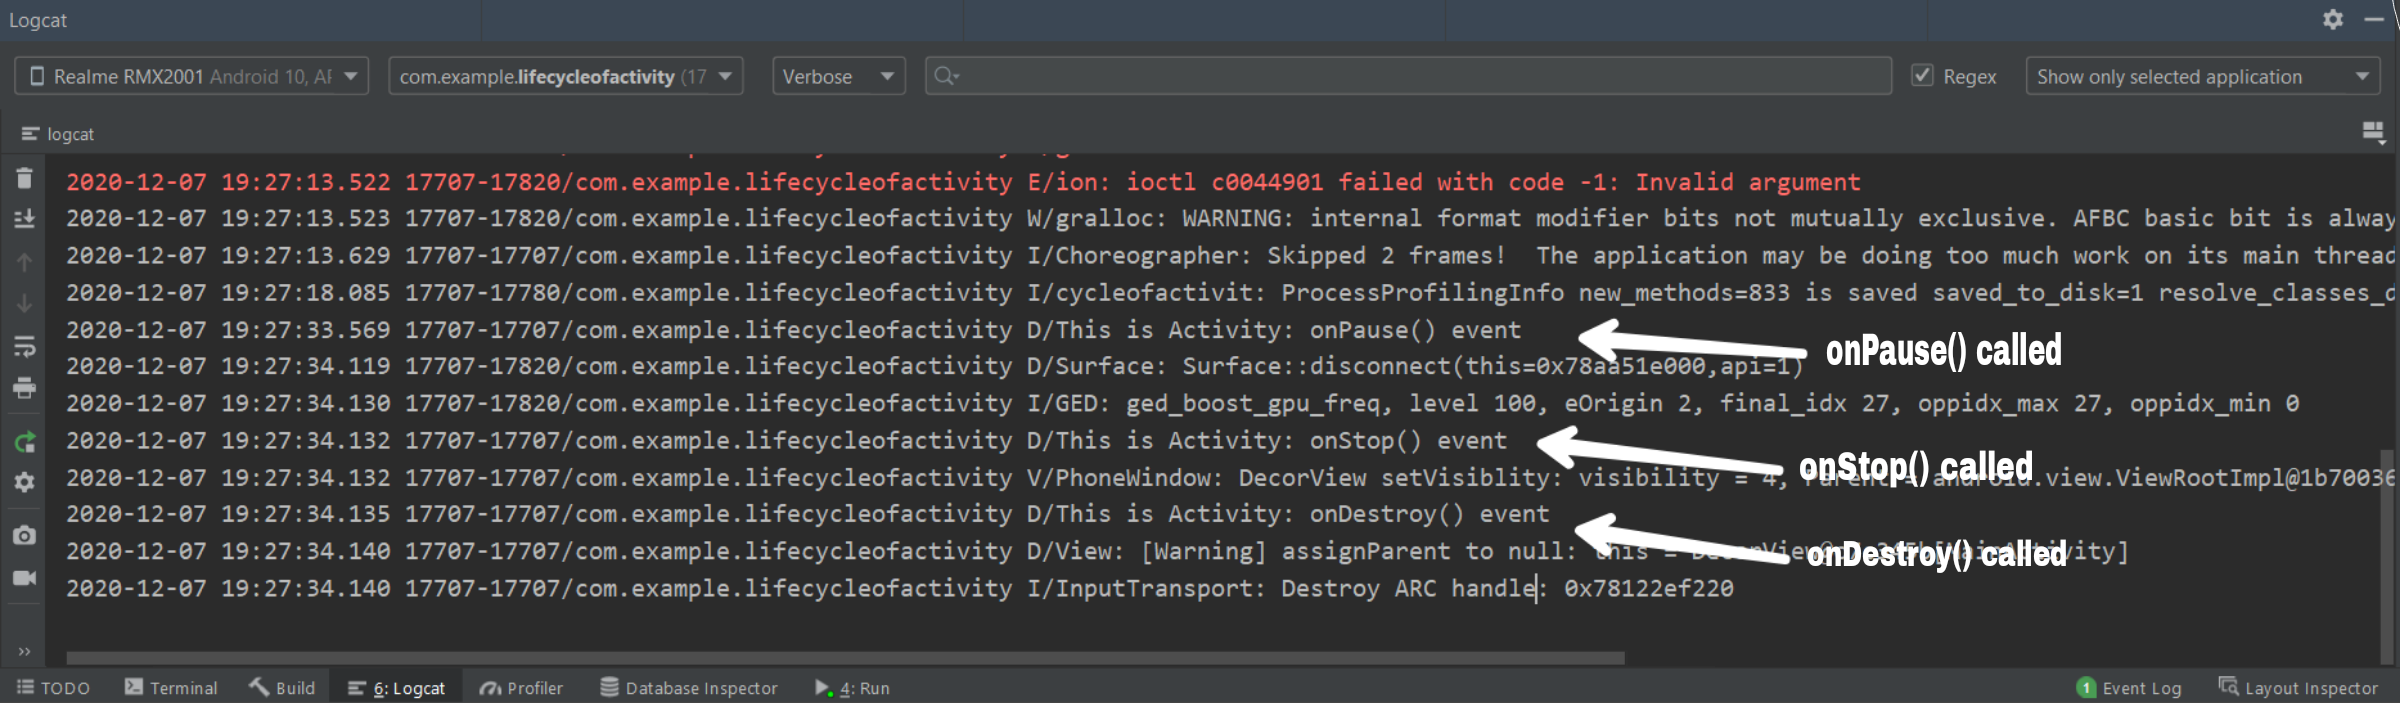 Logcat
Realme RMX2001 Android 10, AF com.example.lifecycleofactivity (17 Verbose Regex Show only selected application
logcat
2020-12-07 19:27:13.522 17707-17820/com.example.lifecycleofactivity E/ion: ioctl c0044901 failed with code -1: Invalid argument
2020-12-07 19:27:13.523 17707-17820/com.example.lifecycleofactivity W/gralloc: WARNING: internal format modifier bits not mutually exclusive. AFBC basic bit is alway
2020-12-07 19:27:13.629 17707-17707/com.example.lifecycleofactivity I/Choreographer: Skipped 2 frames!  The application may be doing too much work on its main thread
2020-12-07 19:27:18.085 17707-17780/com.example.lifecycleofactivity I/cycleofactivit: ProcessProfilingInfo new_methods=833 is saved saved_to_disk=1 resolve_classes_d
2020-12-07 19:27:33.569 17707-17707/com.example.lifecycleofactivity D/This is Activity: onPause() event
onPause() called
2020-12-07 19:27:34.119 17707-17820/com.example.lifecycleofactivity D/Surface: Surface::disconnect(this=0x78aa51e000,api=1)
2020-12-07 19:27:34.130 17707-17820/com.example.lifecycleofactivity I/GED: ged_boost_gpu_freq, level 100, eOrigin 2, final_idx 27, oppidx_max 27, oppidx_min 0
2020-12-07 19:27:34.132 17707-17707/com.example.lifecycleofactivity D/This is Activity: onStop() event
onStop() called
2020-12-07 19:27:34.132 17707-17707/com.example.lifecycleofactivity V/PhoneWindow: DecorView setVisiblity: visibility = 4, Parent = android.view.ViewRootImpl@1b70036
2020-12-07 19:27:34.135 17707-17707/com.example.lifecycleofactivity D/This is Activity: onDestroy() event
onDestroy() called
2020-12-07 19:27:34.140 17707-17707/com.example.lifecycleofactivity D/View: [Warning] assignParent to null: this =
2020-12-07 19:27:34.140 17707-17707/com.example.lifecycleofactivity I/InputTransport: Destroy ARC handle: 0x78122ef220
TODO Terminal Build 6: Logcat Profiler Database Inspector 4: Run 1 Event Log Layout Inspector